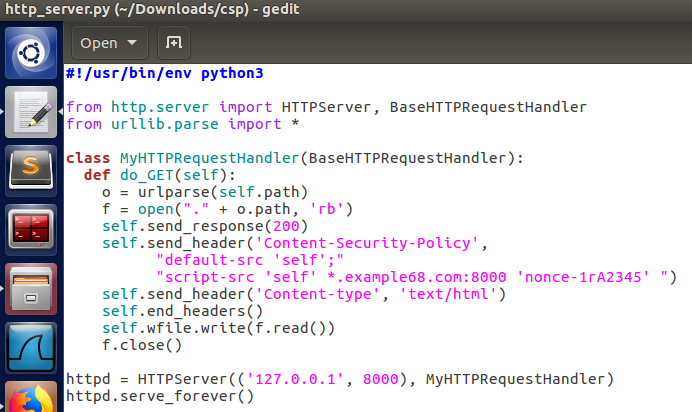 http_server.py (~/Downloads/csp) - gedit
Open
#!/usr/bin/env python3
from http.server import HTTPServer, BaseHTTPRequestHandler
from urllib.parse import *
class MyHTTPRequestHandler(BaseHTTPRequestHandler):
  def do_GET(self):
    o = urlparse(self.path)
    f = open("." + o.path, 'rb')
    self.send_response(200)
    self.send_header('Content-Security-Policy',
          "default-src 'self';"
          "script-src 'self' *.example68.com:8000 'nonce-1rA2345' ")
    self.send_header('Content-type', 'text/html')
    self.end_headers()
    self.wfile.write(f.read())
    f.close()
httpd = HTTPServer(('127.0.0.1', 8000), MyHTTPRequestHandler)
httpd.serve_forever()